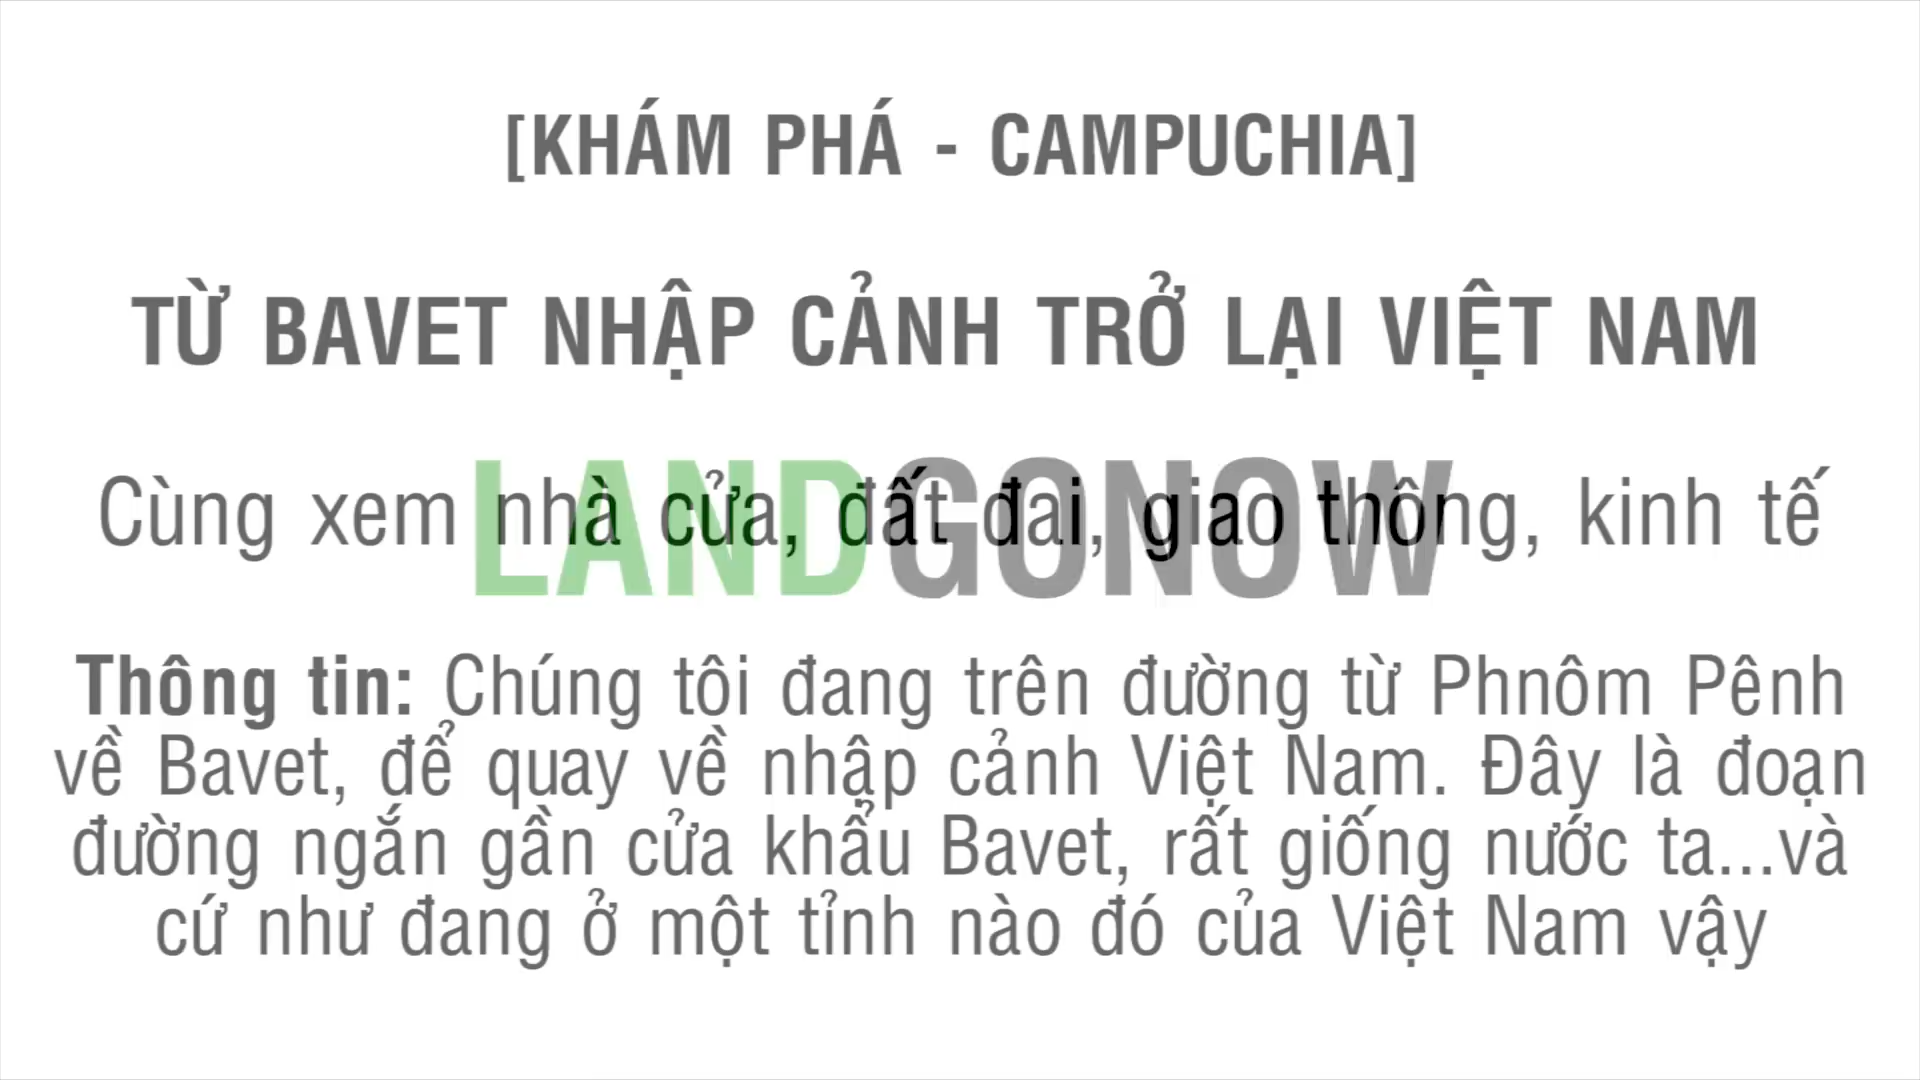 [KHÁM PHÁ - CAMPUCHIA]
TỪ BAVET NHẬP CẢNH TRỞ LẠI VIỆT NAM
Cùng xem nhà cửa, đất đai, giao thông, kinh tế
LANDGONOW
Thông tin: Chúng tôi đang trên đường từ Phnôm Pênh
về Bavet, để quay về nhập cảnh Việt Nam. Đây là đoạn
đường ngắn gần cửa khẩu Bavet, rất giống nước ta...và
cứ như đang ở một tỉnh nào đó của Việt Nam vậy